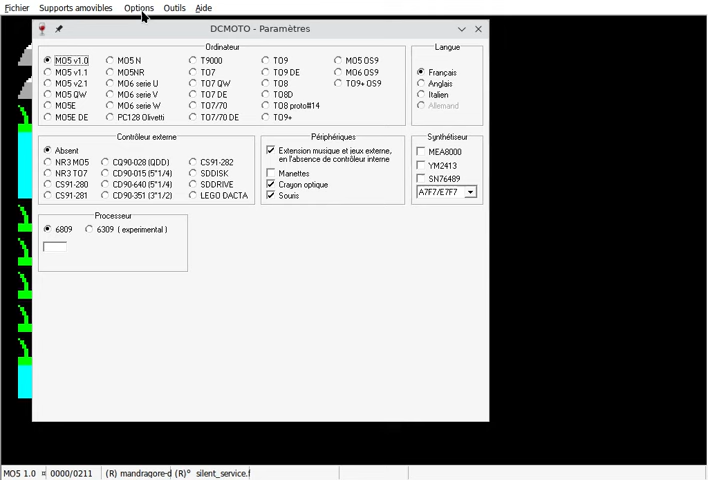 Fichier Supports amovibles Options Outils Aide
DCMOTO - Paramètres
Ordinateur
MO5 v1.0 MO5 N T9000 TO9 MO5 OS9
MO5 v1.1 MO5NR TO7 TO9 DE MO6 OS9
MO5 v2.1 MO6 serie U TO7 QW TO8 TO9+ OS9
MO5 QW MO6 serie V TO7 DE TO8D
MO5E MO6 serie W TO7/70 TO8 proto#14
MO5E DE PC128 Olivetti TO7/70 DE TO9+
Langue
Français
Anglais
Italien
Allemand
Contrôleur externe
Absent
NR3 MO5 CQ90-028 (QDD) CS91-282
NR3 TO7 CD90-015 (5"1/4) SDDISK
CS91-280 CD90-640 (5"1/4) SDDRIVE
CS91-281 CD90-351 (3"1/2) LEGO DACTA
Périphériques
Extension musique et jeux externe,
en l'absence de contrôleur interne
Manettes
Crayon optique
Souris
Synthétiseur
MEA8000
YM2413
SN76489
A7F7/E7F7
Processeur
6809 6309 ( experimental )
MO5 1.0 ¤ 0000/0211 (R) mandragore-d (R)° silent_service.f